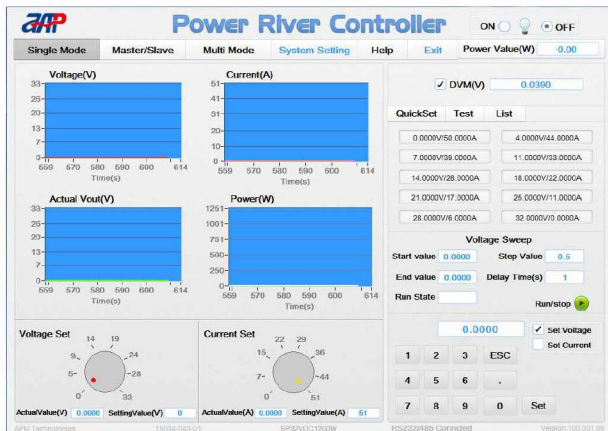 Power River Controller
ON OFF
Single Mode Master/Slave Multi Mode System Setting Help Exit Power Value(W) 0.00
Voltage(V)
33
26
20
13
7
0
559 570 580 590 600 614
Time(s)
Current(A)
51
41
31
20
10
0
559 570 580 590 600 614
Time(s)
Actual Vout(V)
33
26
20
13
7
0
559 570 580 590 600 614
Time(s)
Power(W)
1251
1001
751
500
250
0
559 570 580 590 600 614
Time(s)
DVM(V) 0.0390
QuickSet Test List
0.0000V/50.0000A 4.0000V/44.0000A
7.0000V/39.0000A 11.0000V/33.0000A
14.0000V/28.0000A 18.0000V/22.0000A
21.0000V/17.0000A 25.0000V/11.0000A
28.0000V/6.0000A 32.0000V/0.0000A
Voltage Sweep
Start value 0.0000 Step Value 0.5
End value 0.0000 Delay Time(s) 1
Run State
Run/stop
Voltage Set
0 5 9 14 19 24 28 33
ActualValue(V) 0.0000 SettingValue(V) 0
Current Set
0 7 15 22 29 36 44 51
ActualValue(A) 0.0000 SettingValue(A) 51
0.0000
Set Voltage
Set Current
1 2 3 ESC
4 5 6 .
7 8 9 0 Set
APM Technologies SP32VDC1200W RS232/485 Connected